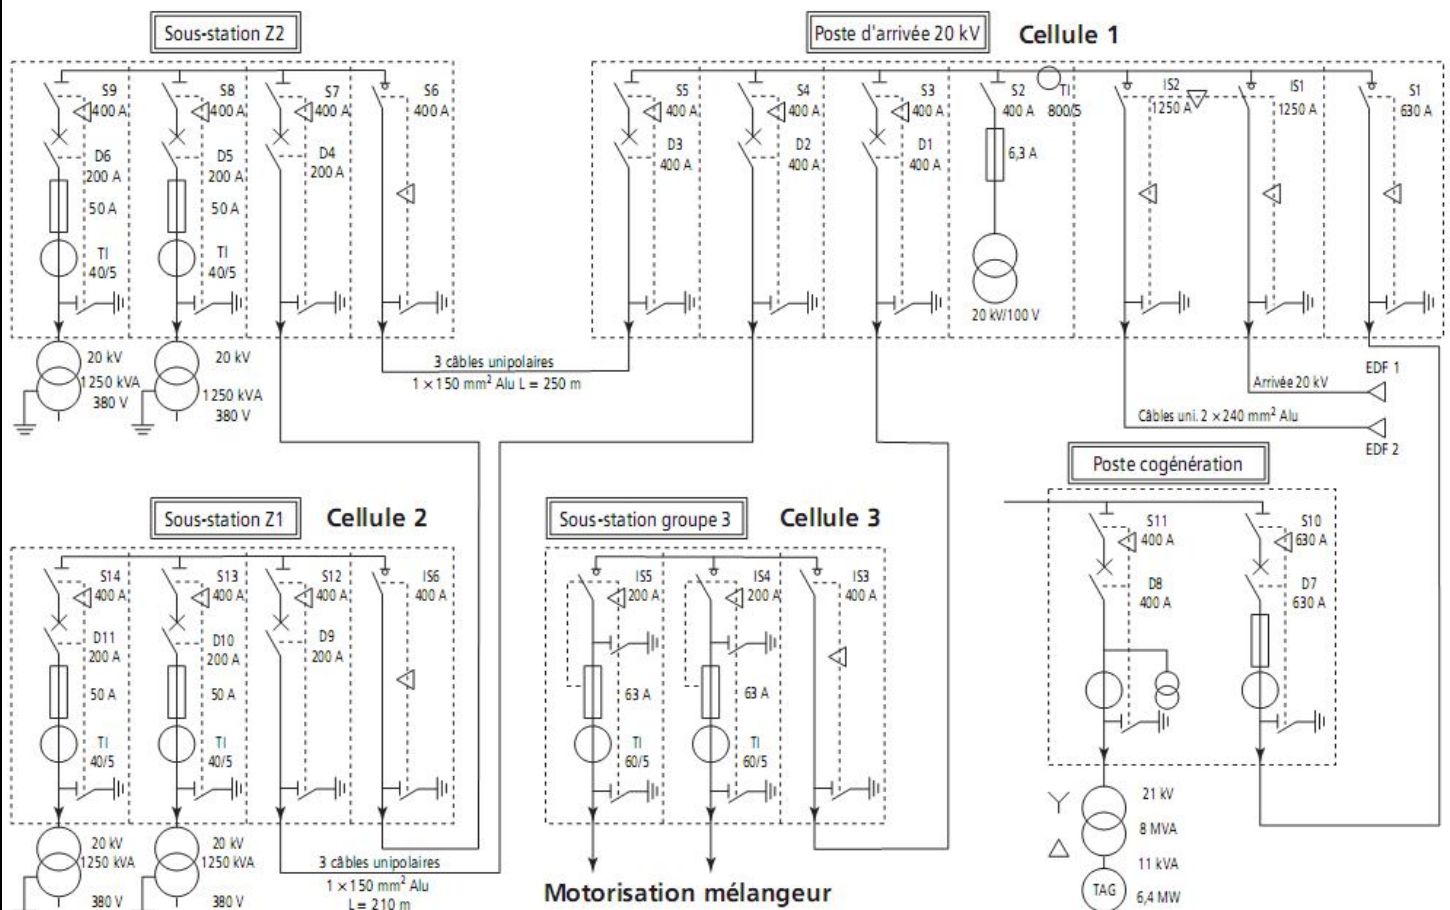 Sous-station Z2
Poste d'arrivée 20 kV
Cellule 1
S9
400 A
D6
200 A
50 A
TI
40/5
S8
400 A
D5
200 A
50 A
TI
40/5
S7
400 A
D4
200 A
S6
400 A
S5
400 A
D3
400 A
S4
400 A
D2
400 A
S3
400 A
D1
400 A
S2
400 A
6,3 A
20 kV/100 V
TI
800/5
IS2
1250 A
IS1
1250 A
S1
630 A
20 kV
1250 kVA
380 V
20 kV
1250 kVA
380 V
3 câbles unipolaires
1 × 150 mm² Alu L = 250 m
EDF 1
Arrivée 20 kV
Câbles uni. 2 × 240 mm² Alu
EDF 2
Sous-station Z1
Cellule 2
Sous-station groupe 3
Cellule 3
Poste cogénération
S14
400 A
D11
200 A
50 A
TI
40/5
S13
400 A
D10
200 A
50 A
TI
40/5
S12
400 A
D9
200 A
IS6
400 A
IS5
200 A
63 A
TI
60/5
IS4
200 A
63 A
TI
60/5
IS3
400 A
S11
400 A
D8
400 A
S10
630 A
D7
630 A
20 kV
1250 kVA
380 V
20 kV
1250 kVA
380 V
3 câbles unipolaires
1 × 150 mm² Alu
L = 210 m
Motorisation mélangeur
21 kV
8 MVA
11 kVA
TAG
6,4 MW